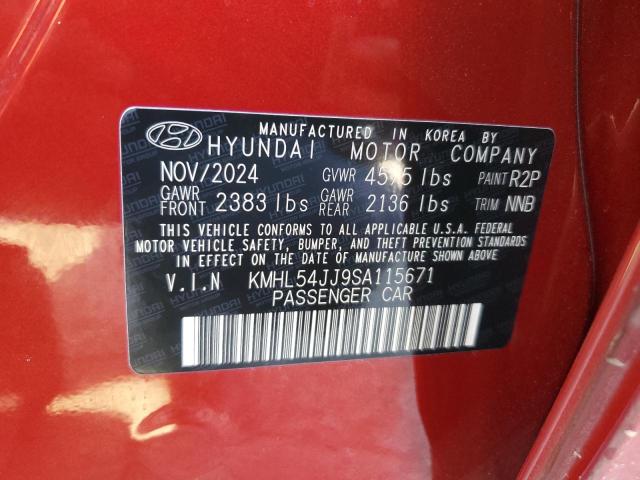 MANUFACTURED IN KOREA BY
HYUNDAI MOTOR COMPANY
NOV/2024 GVWR lbs PAINT R2P
GAWR FRONT 2383 lbs GAWR REAR 2136 lbs TRIM NNB
THIS VEHICLE CONFORMS TO ALL APPLICABLE U.S.A. FEDERAL
MOTOR VEHICLE SAFETY, BUMPER, AND THEFT PREVENTION STANDARDS
IN EFFECT ON THE DATE OF MANUFACTURE SHOWN ABOVE.
V.I.N KMHL54JJ9SA115671
PASSENGER CAR